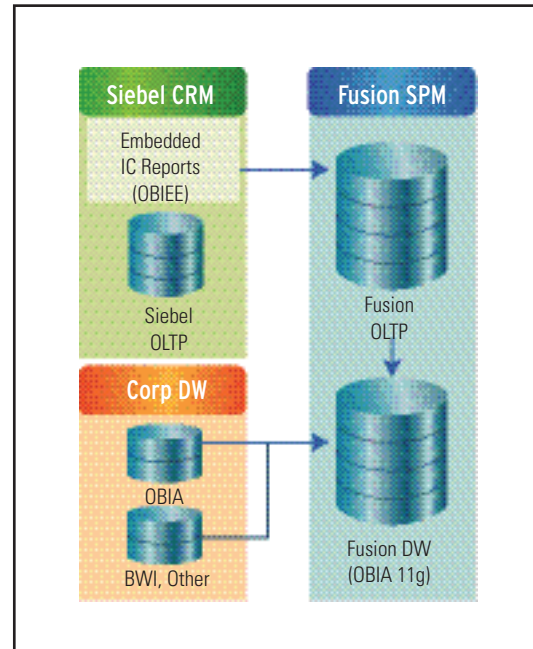 Siebel CRM
Embedded
IC Reports
(OBIEE)
Siebel
OLTP
Fusion SPM
Fusion
OLTP
Corp DW
OBIA
BWI, Other
Fusion DW
(OBIA 11g)